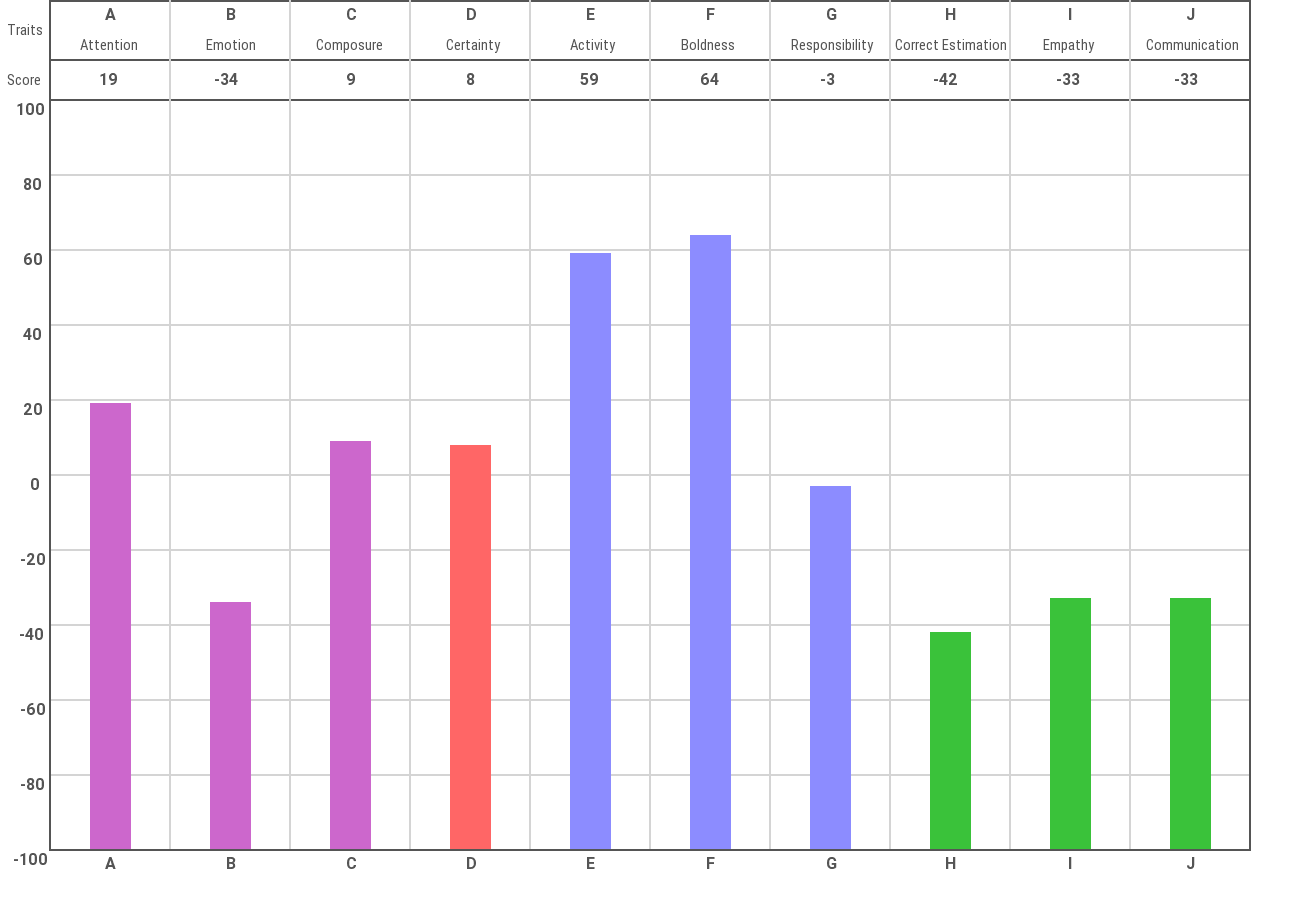 A B C D E F G H I J
Traits Attention Emotion Composure Certainty Activity Boldness Responsibility Correct Estimation Empathy Communication
Score 19 -34 9 8 59 64 -3 -42 -33 -33
100
80
60
40
20
0
-20
-40
-60
-80
-100
A B C D E F G H I J